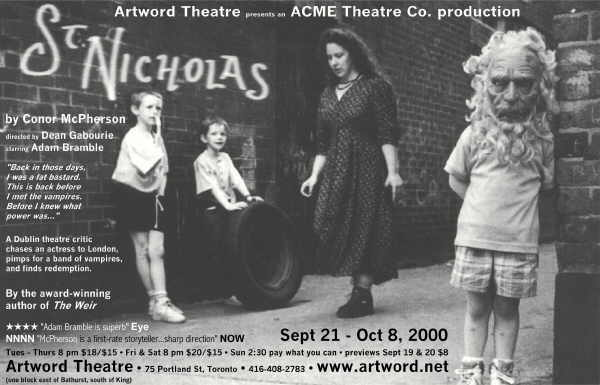 Artword Theatre presents an ACME Theatre Co. production
St. Nicholas
by Conor McPherson
directed by Dean Gabourie
starring Adam Bramble
"Back in those days,
I was a fat bastard.
This is back before
I met the vampires.
Before I knew what
power was..."
A Dublin theatre critic
chases an actress to London,
pimps for a band of vampires,
and finds redemption.
By the award-winning
author of The Weir
★★★★ "Adam Bramble is superb" Eye
NNNN "McPherson is a first-rate storyteller...sharp direction" NOW
Sept 21 - Oct 8, 2000
Tues - Thurs 8 pm $18/$15 • Fri & Sat 8 pm $20/$15 • Sun 2:30 pay what you can • previews Sept 19 & 20 $8
Artword Theatre • 75 Portland St, Toronto • 416-408-2783 • www.artword.net
(one block east of Bathurst, south of King)